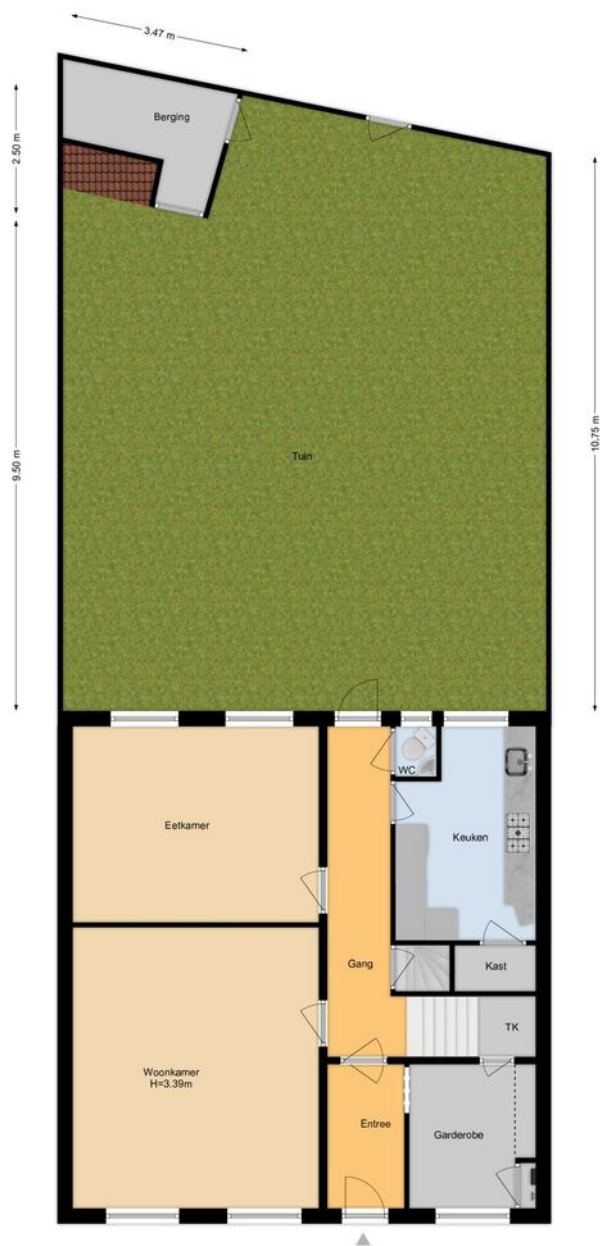 3.47 m
2.50 m
Berging
9.50 m
10.75 m
Tuin
WC
Eetkamer
Keuken
Gang
Kast
TK
Woonkamer
H=3.39m
Entree
Garderobe